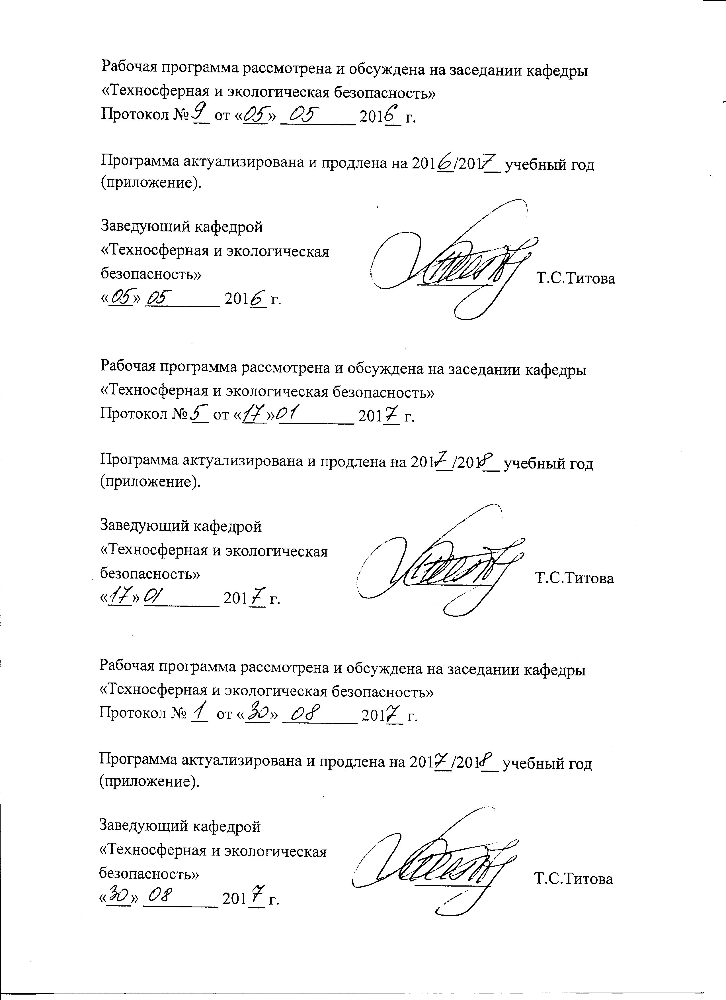 Рабочая программа рассмотрена и обсуждена на заседании кафедры
«Техносферная и экологическая безопасность»
Протокол № 9 от «05» 05 2016 г.
Программа актуализирована и продлена на 2016/2017 учебный год
(приложение).
Заведующий кафедрой
«Техносферная и экологическая
безопасность» Т.С.Титова
«05» 05 2016 г.
Рабочая программа рассмотрена и обсуждена на заседании кафедры
«Техносферная и экологическая безопасность»
Протокол № 5 от «17» 01 2017 г.
Программа актуализирована и продлена на 2017/2018 учебный год
(приложение).
Заведующий кафедрой
«Техносферная и экологическая
безопасность» Т.С.Титова
«17» 01 2017 г.
Рабочая программа рассмотрена и обсуждена на заседании кафедры
«Техносферная и экологическая безопасность»
Протокол № 1 от «30» 08 2017 г.
Программа актуализирована и продлена на 2017/2018 учебный год
(приложение).
Заведующий кафедрой
«Техносферная и экологическая
безопасность» Т.С.Титова
«30» 08 2017 г.